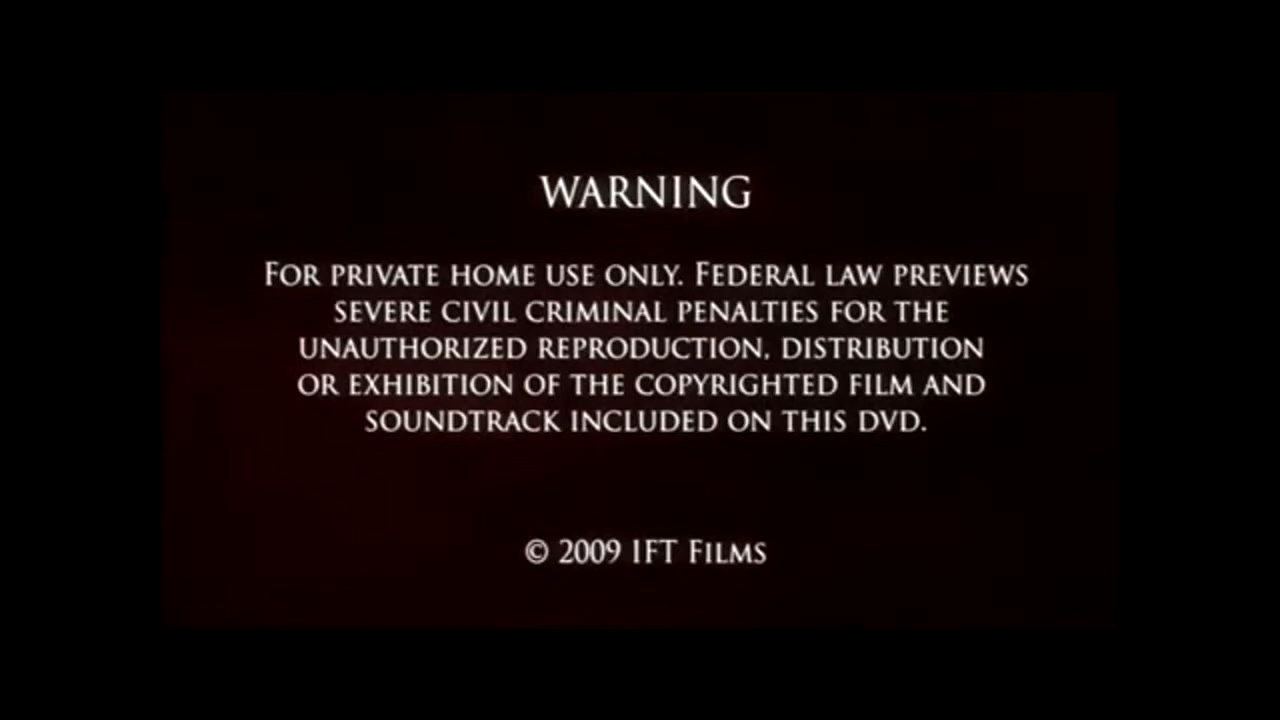 WARNING
FOR PRIVATE HOME USE ONLY. FEDERAL LAW PREVIEWS
SEVERE CIVIL CRIMINAL PENALTIES FOR THE
UNAUTHORIZED REPRODUCTION, DISTRIBUTION
OR EXHIBITION OF THE COPYRIGHTED FILM AND
SOUNDTRACK INCLUDED ON THIS DVD.
© 2009 IFT FILMS